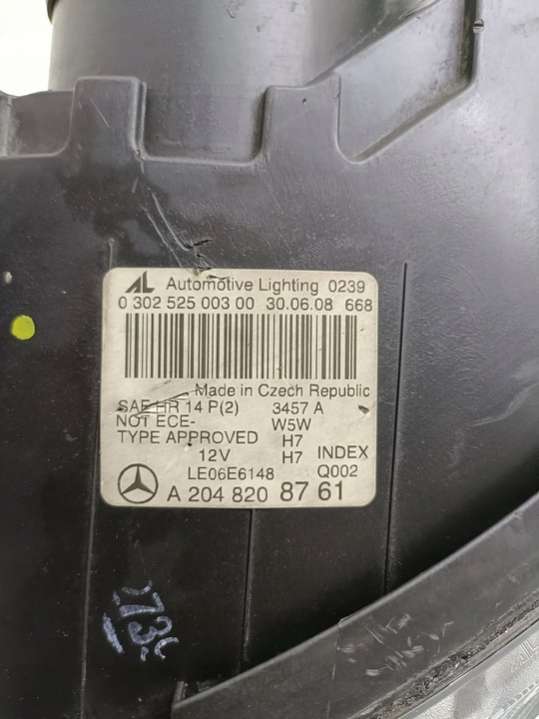 AL Automotive Lighting 0239
0 302 525 003 00 30.06.08 668
Made in Czech Republic
SAE HR 14 P(2) 3457 A
NOT ECE- W5W
TYPE APPROVED H7
12V H7 INDEX
LE06E6148 Q002
A 204 820 87 61